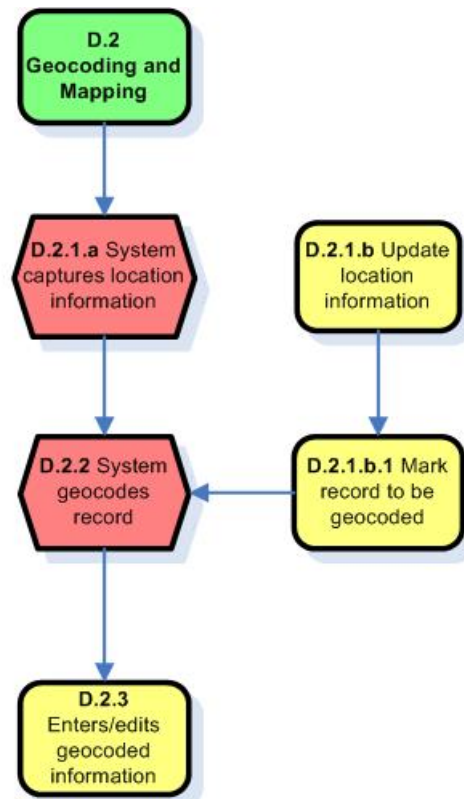 D.2
Geocoding and
Mapping
D.2.1.a System
captures location
information
D.2.1.b Update
location
information
D.2.2 System
geocodes
record
D.2.1.b.1 Mark
record to be
geocoded
D.2.3
Enters/edits
geocoded
information